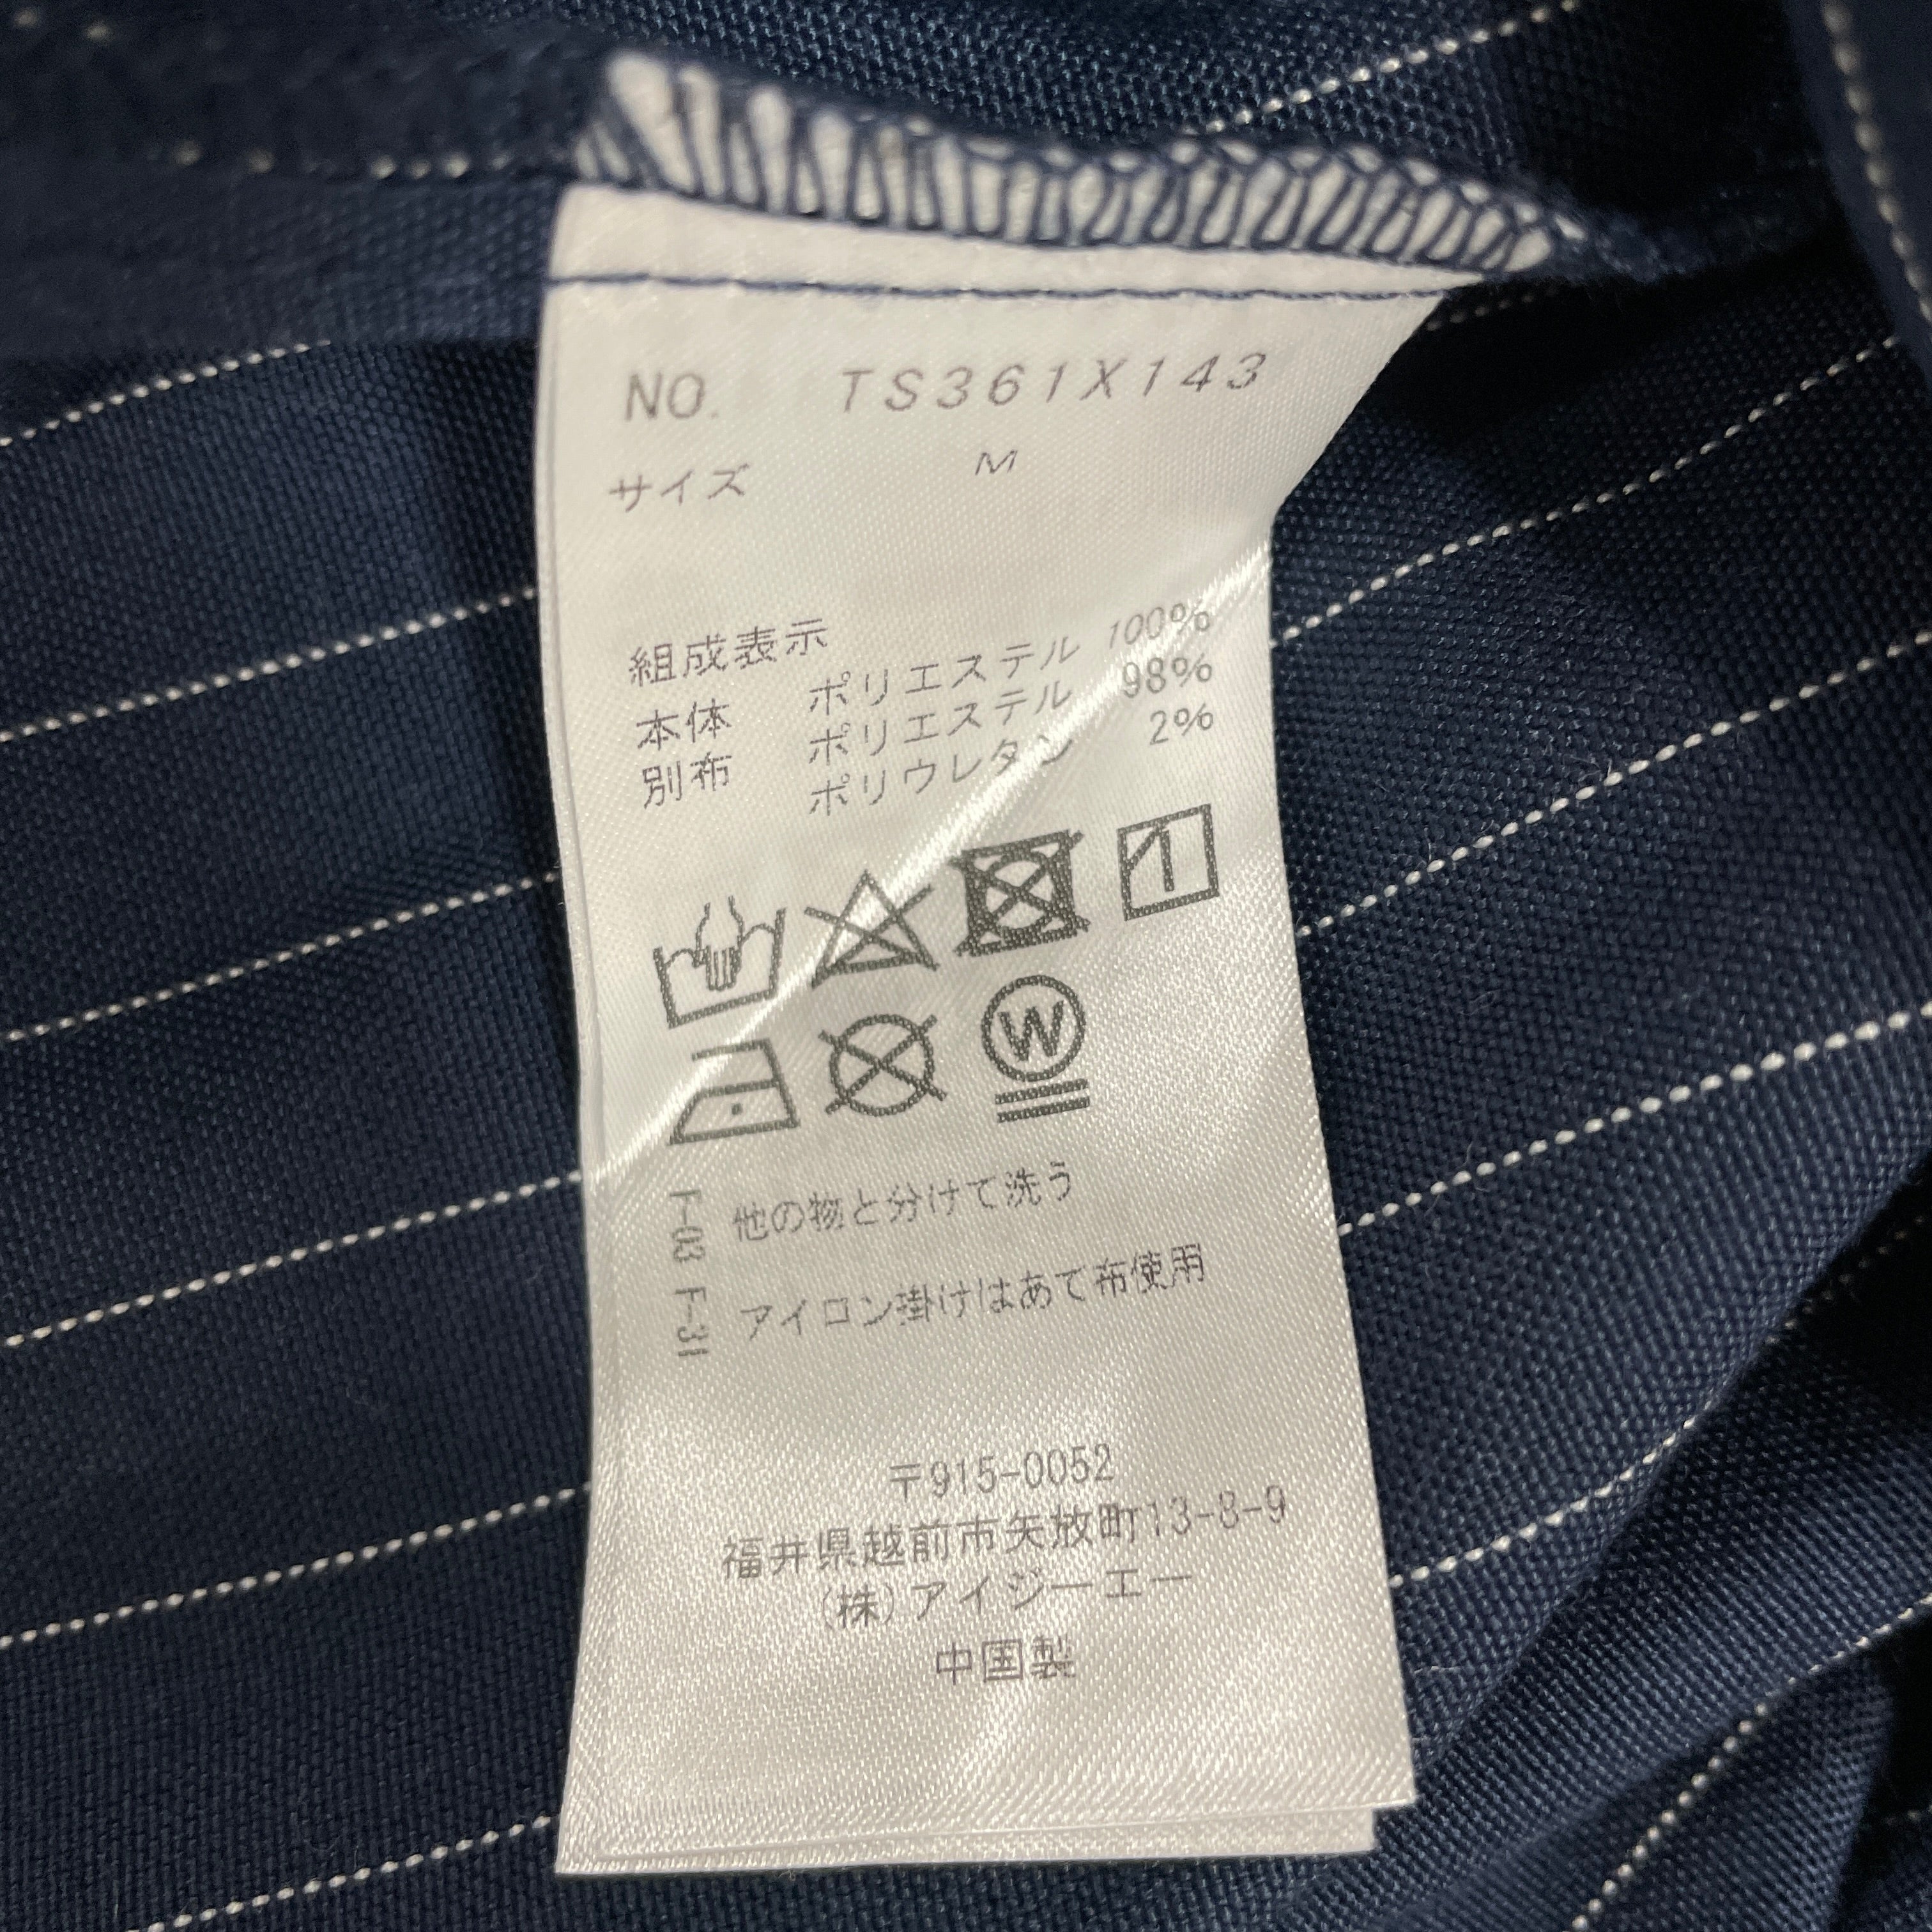 NO. TS361X143
サイズ M
組成表示
本体 ポリエステル 100%
別布 ポリエステル 98%
ポリウレタン 2%
W
T-03 他の物と分けて洗う
F-31 アイロン掛けはあて布使用
〒915-0052
福井県越前市矢放町13-8-9
(株)アイジーエー
中国製